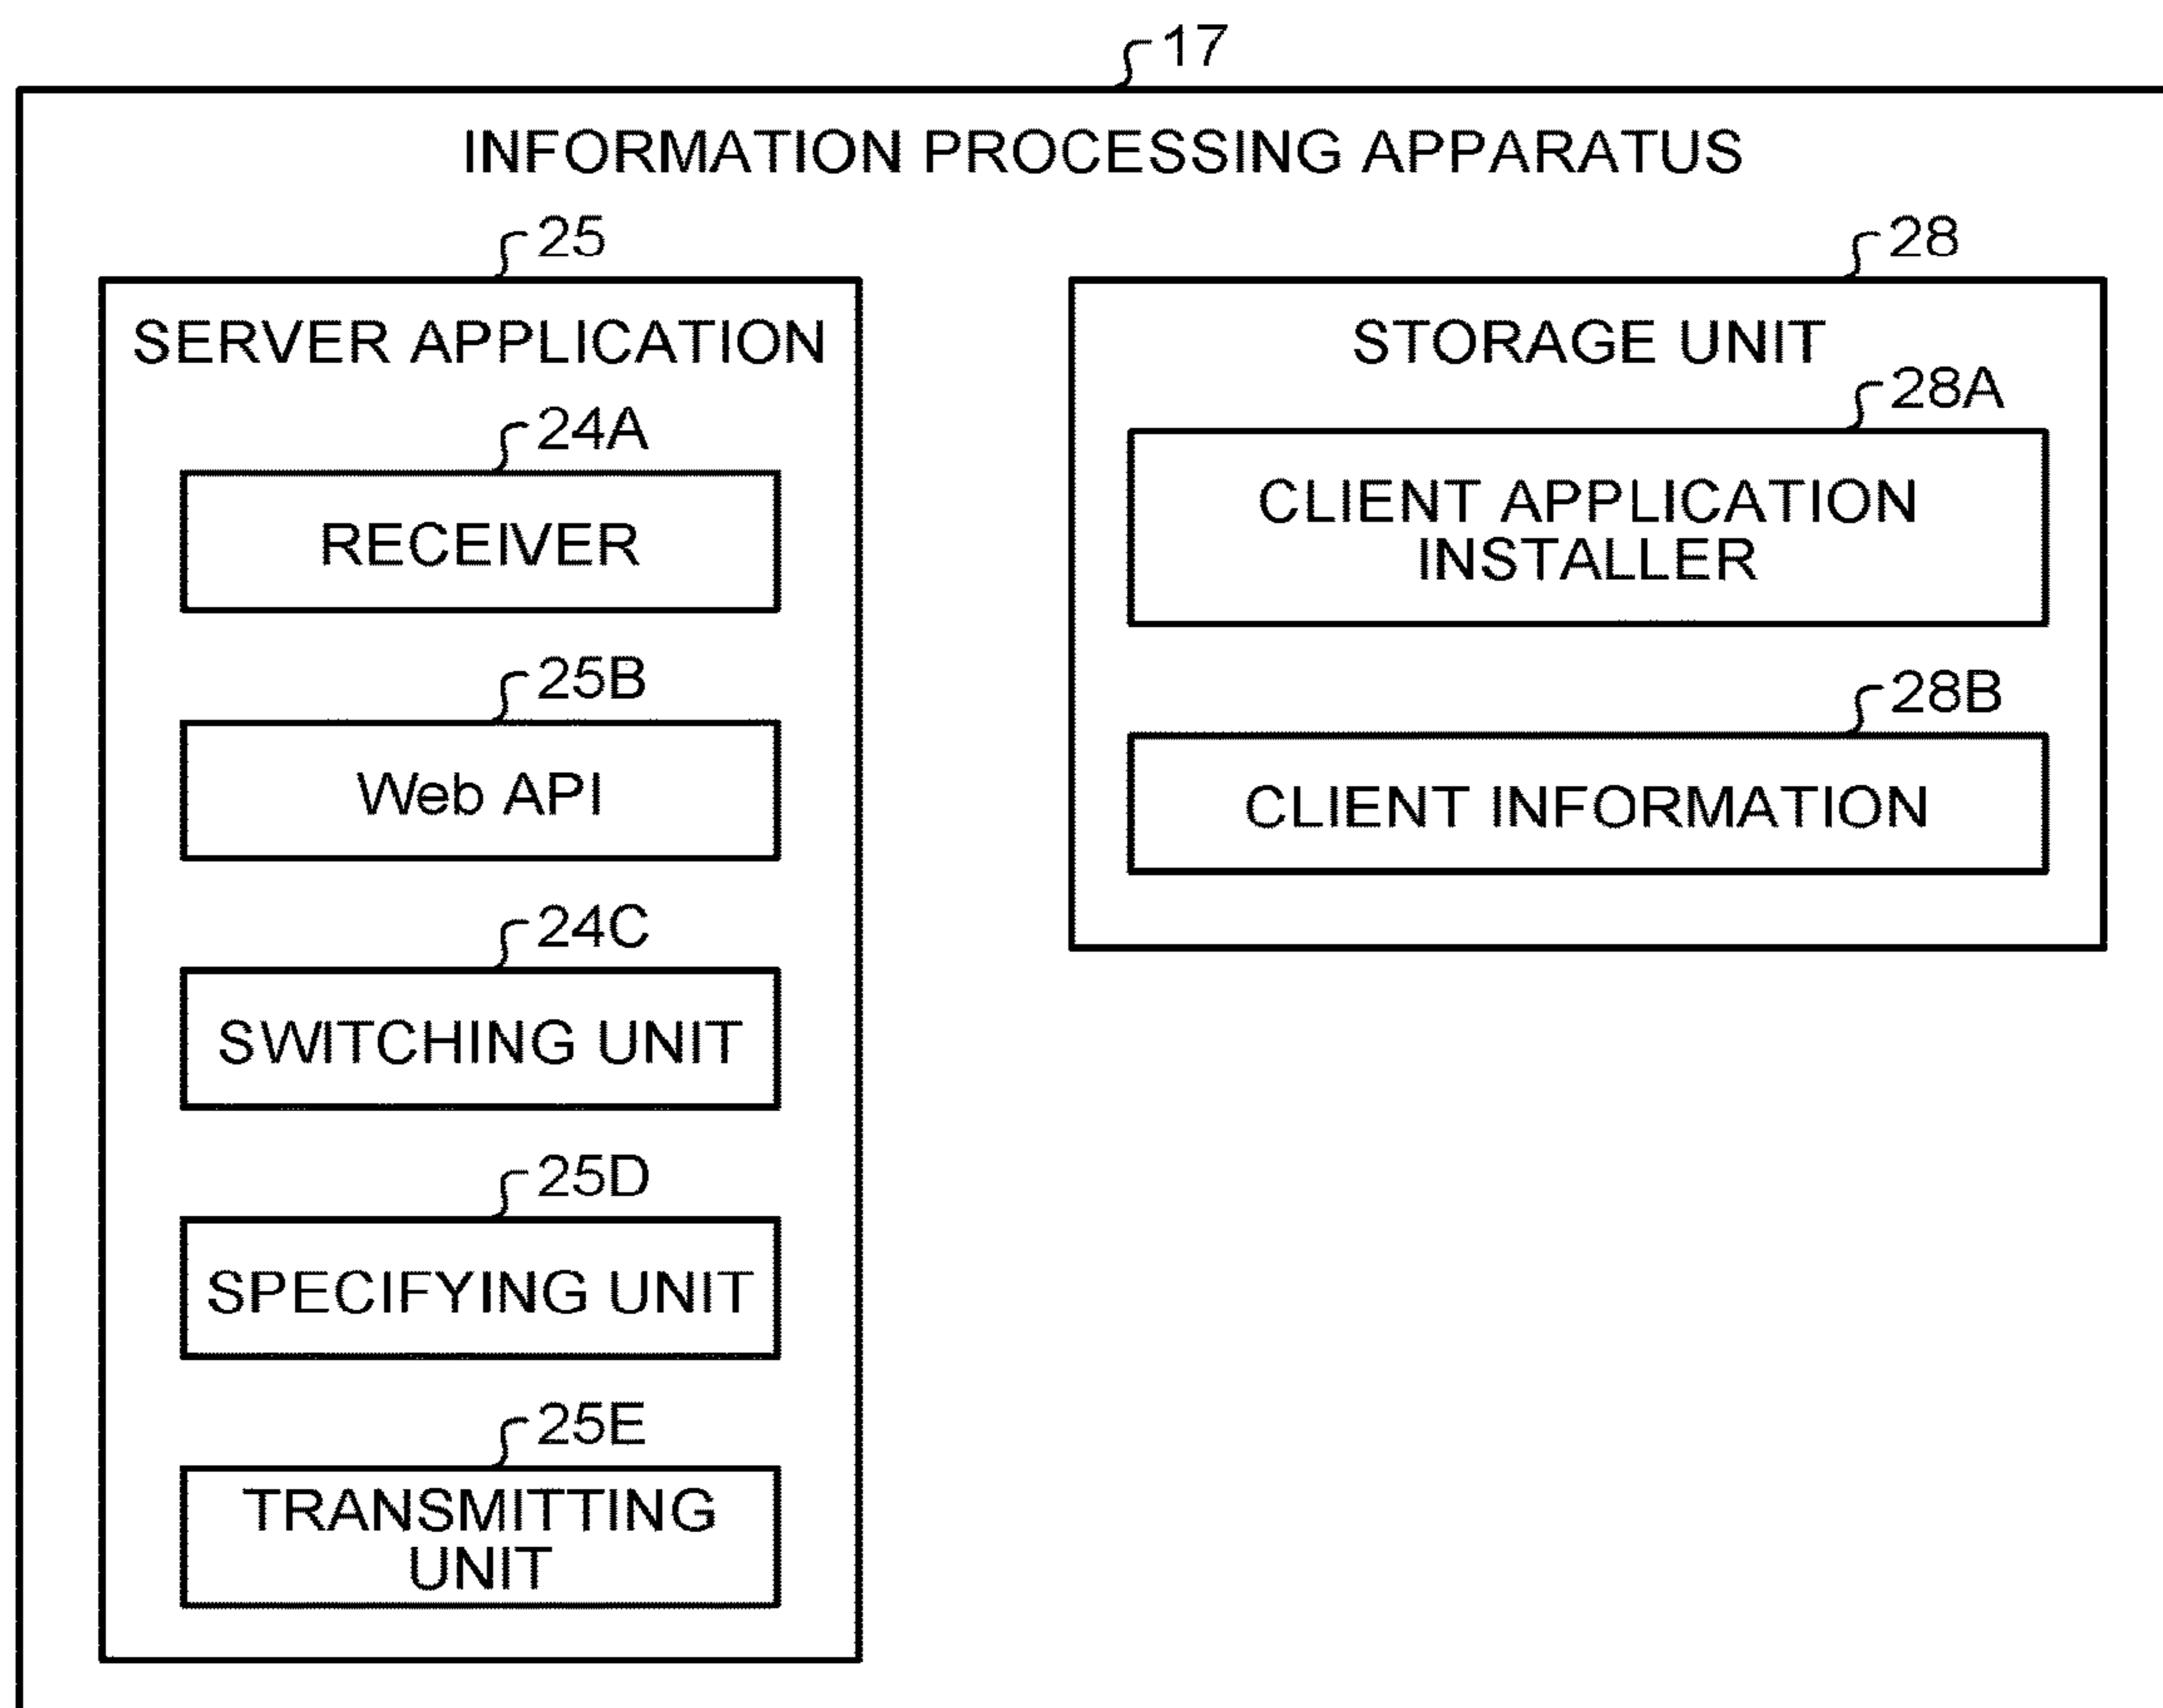 17
INFORMATION PROCESSING APPARATUS
25
SERVER APPLICATION
24A
RECEIVER
25B
Web API
24C
SWITCHING UNIT
25D
SPECIFYING UNIT
25E
TRANSMITTING
UNIT
28
STORAGE UNIT
28A
CLIENT APPLICATION
INSTALLER
28B
CLIENT INFORMATION